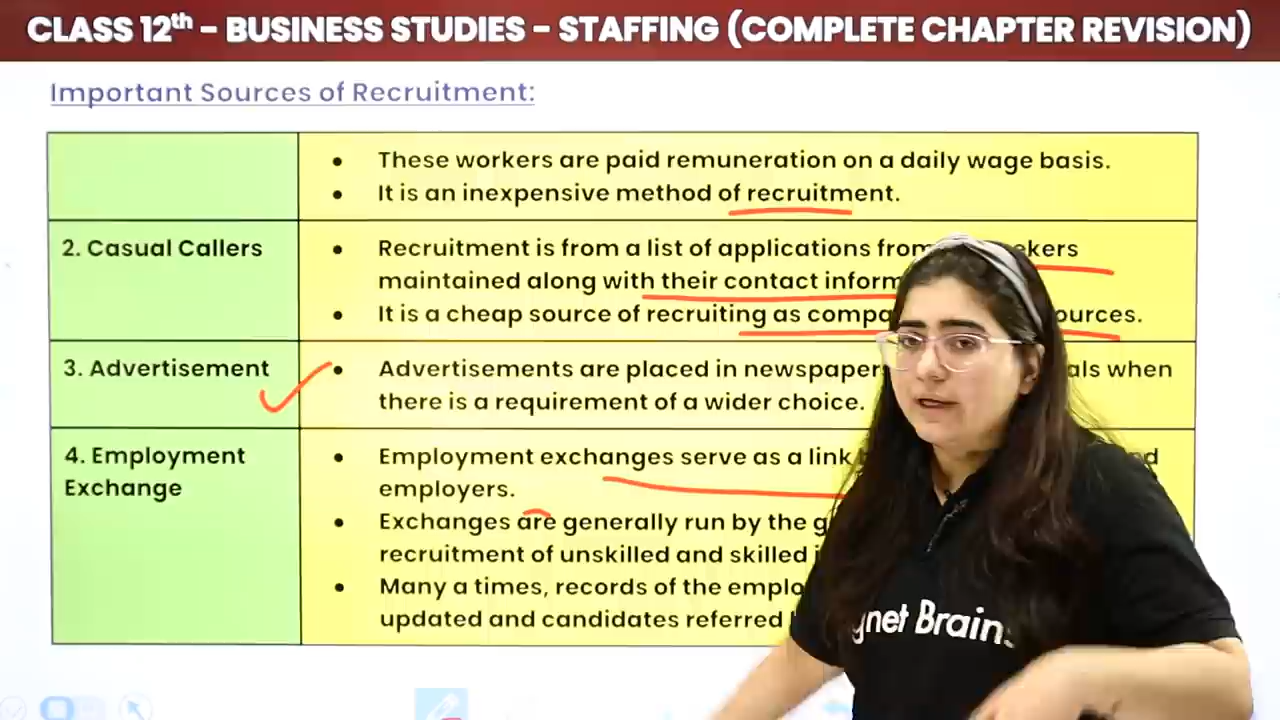 CLASS 12th – BUSINESS STUDIES – STAFFING (COMPLETE CHAPTER REVISION)
Important Sources of Recruitment:
• These workers are paid remuneration on a daily wage basis.
• It is an inexpensive method of recruitment.
2. Casual Callers
• Recruitment is from a list of applications from
maintained along with their contact
• It is a cheap source of recruiting as
3. Advertisement
• Advertisements are placed in newspapers when
there is a requirement of a wider choice.
4. Employment
Exchange
• Employment exchanges serve as a link
employers.
• Exchanges are generally run by the
recruitment of unskilled and skilled
• Many a times, records of the
updated and candidates referred
Brains